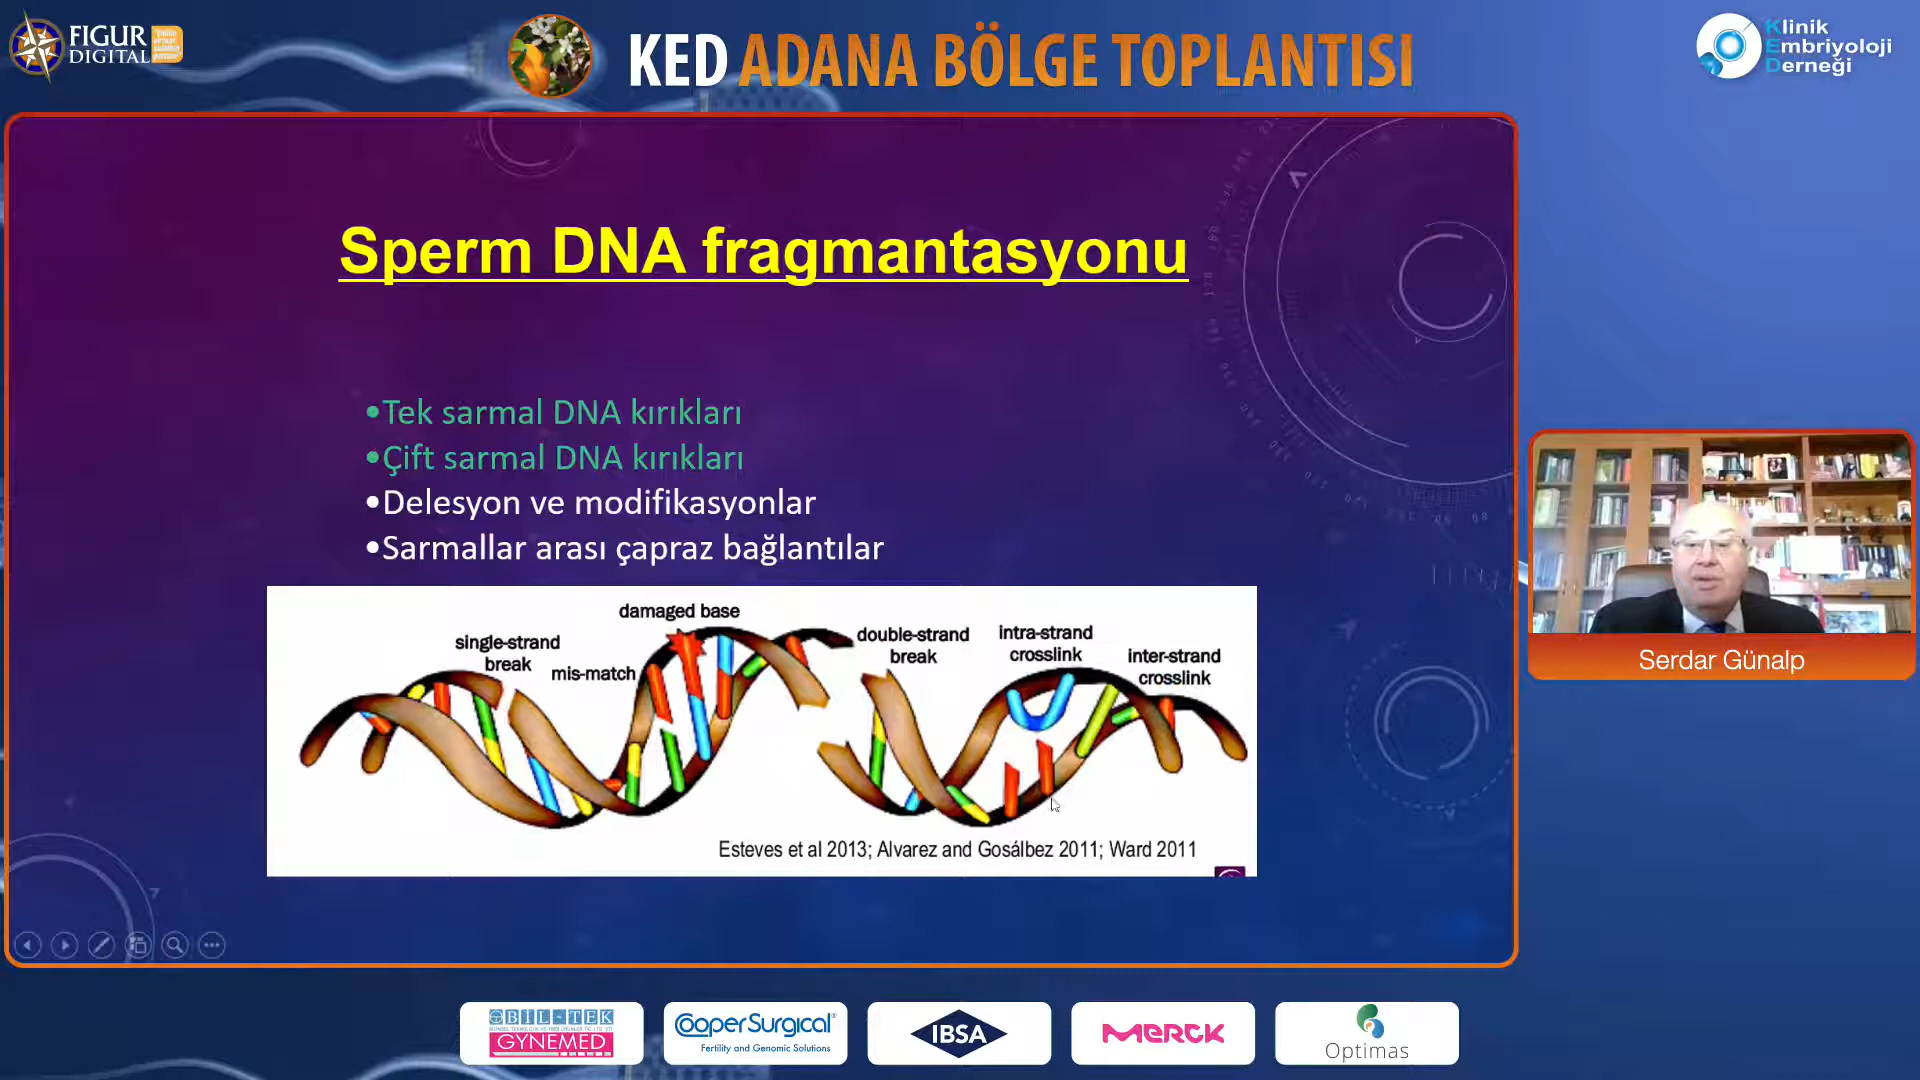 FIGUR
DIGITAL
KED ADANA BÖLGE TOPLANTISI
Klinik
Embriyoloji
Derneği
Sperm DNA fragmantasyonu
•Tek sarmal DNA kırıkları
•Çift sarmal DNA kırıkları
•Delesyon ve modifikasyonlar
•Sarmallar arası çapraz bağlantılar
damaged base
single-strand
break
mis-match
double-strand
break
intra-strand
crosslink
inter-strand
crosslink
Esteves et al 2013; Alvarez and Gosálbez 2011; Ward 2011
Serdar Günalp
BİL-TEK
GYNEMED
CooperSurgical®
Fertility and Genomic Solutions
IBSA
MERCK
Optimas